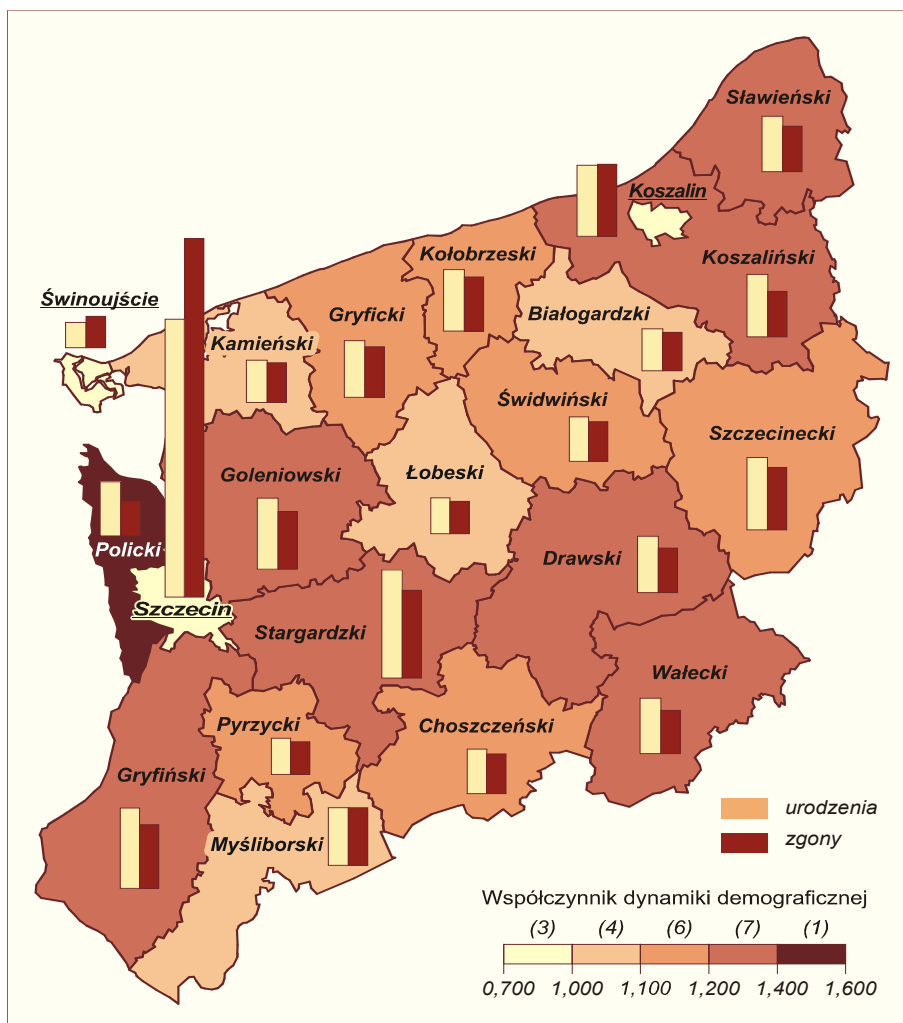 Sławieński
Koszalin
Kołobrzeski
Koszaliński
Świnoujście
Gryficki
Białogardzki
Kamieński
Świdwiński
Szczecinecki
Goleniowski
Łobeski
Policki
Drawski
Szczecin
Stargardzki
Wałecki
Pyrzycki
Choszczeński
Gryfiński
Myśliborski
urodzenia
zgony
Współczynnik dynamiki demograficznej
(3) (4) (6) (7) (1)
0,700 1,000 1,100 1,200 1,400 1,600